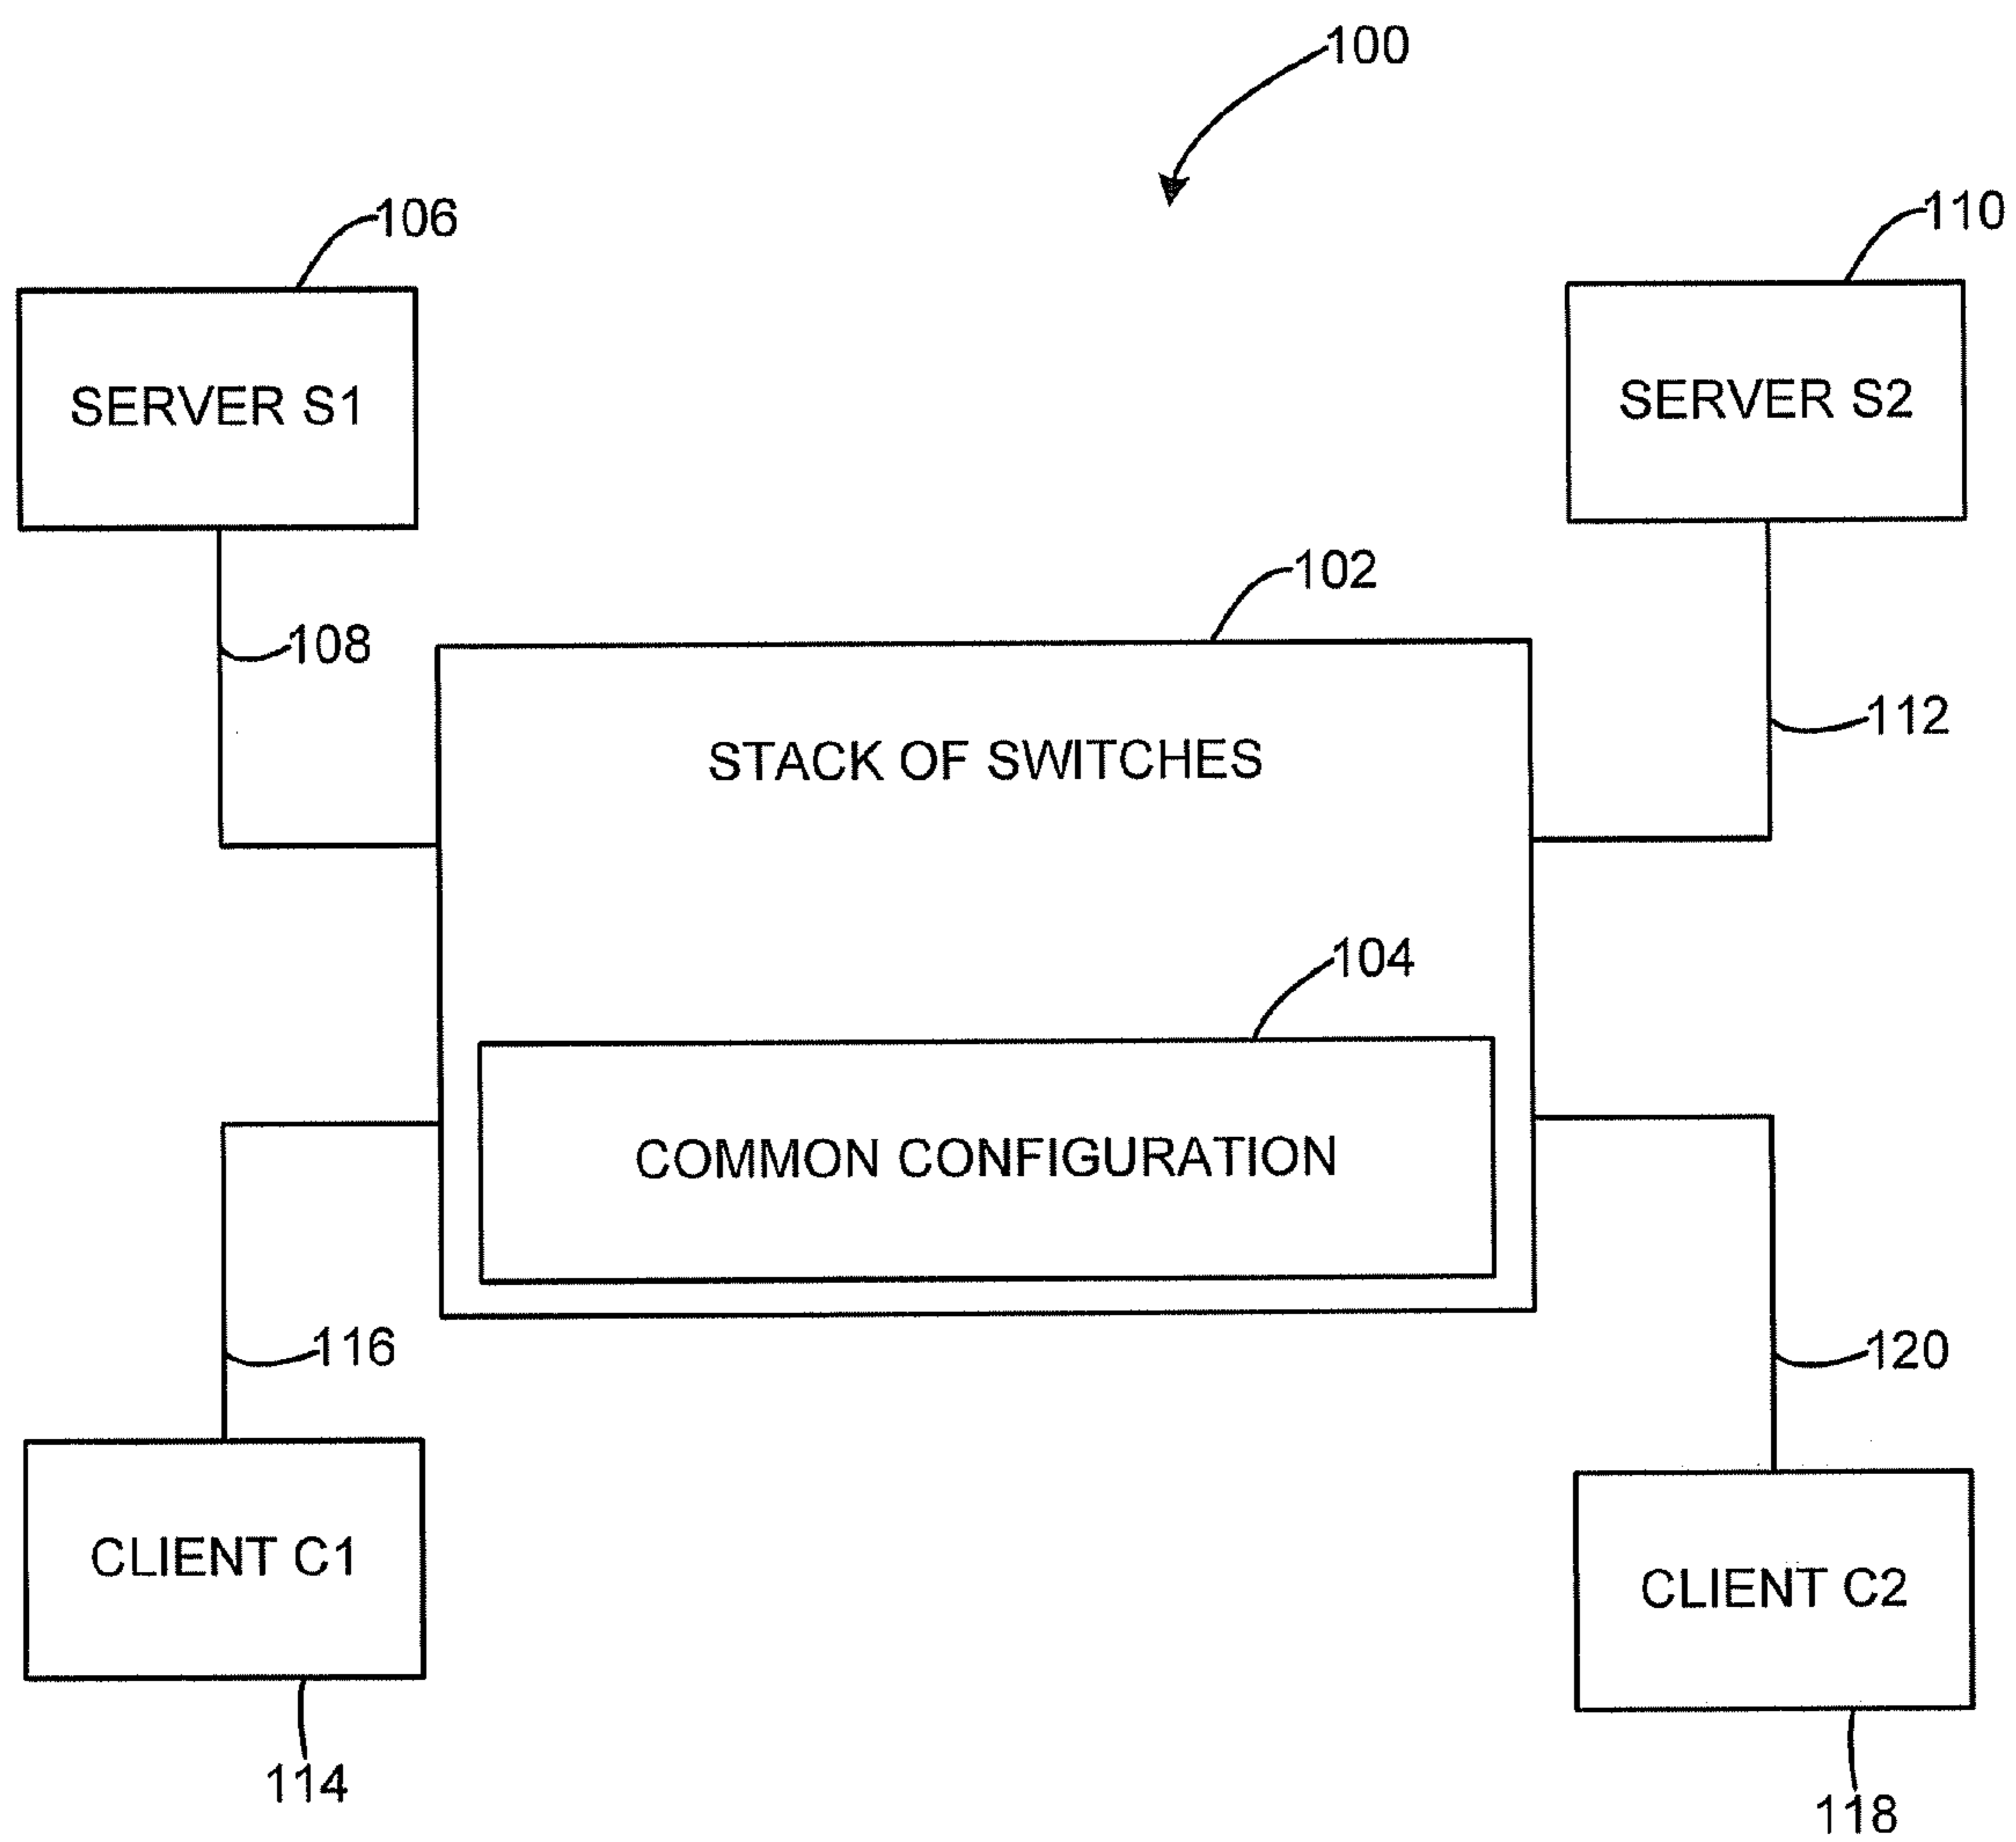 100
106
110
SERVER S1
SERVER S2
102
108
112
STACK OF SWITCHES
104
COMMON CONFIGURATION
116
120
CLIENT C1
CLIENT C2
114
118